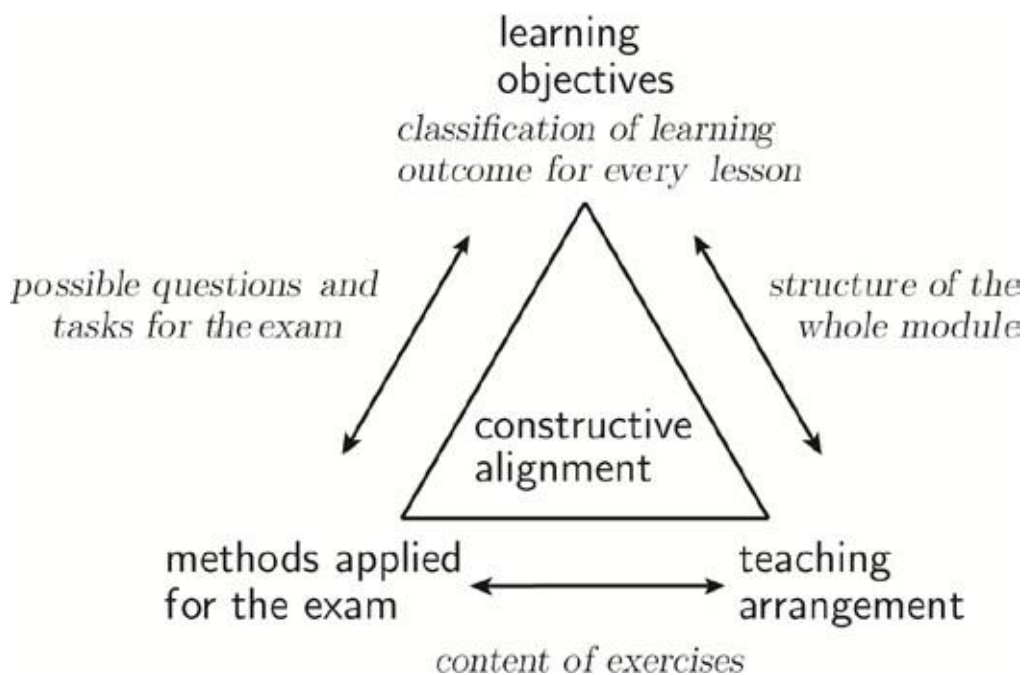 learning
objectives
classification of learning
outcome for every lesson
possible questions and
tasks for the exam
structure of the
whole module
constructive
alignment
methods applied
for the exam
teaching
arrangement
content of exercises